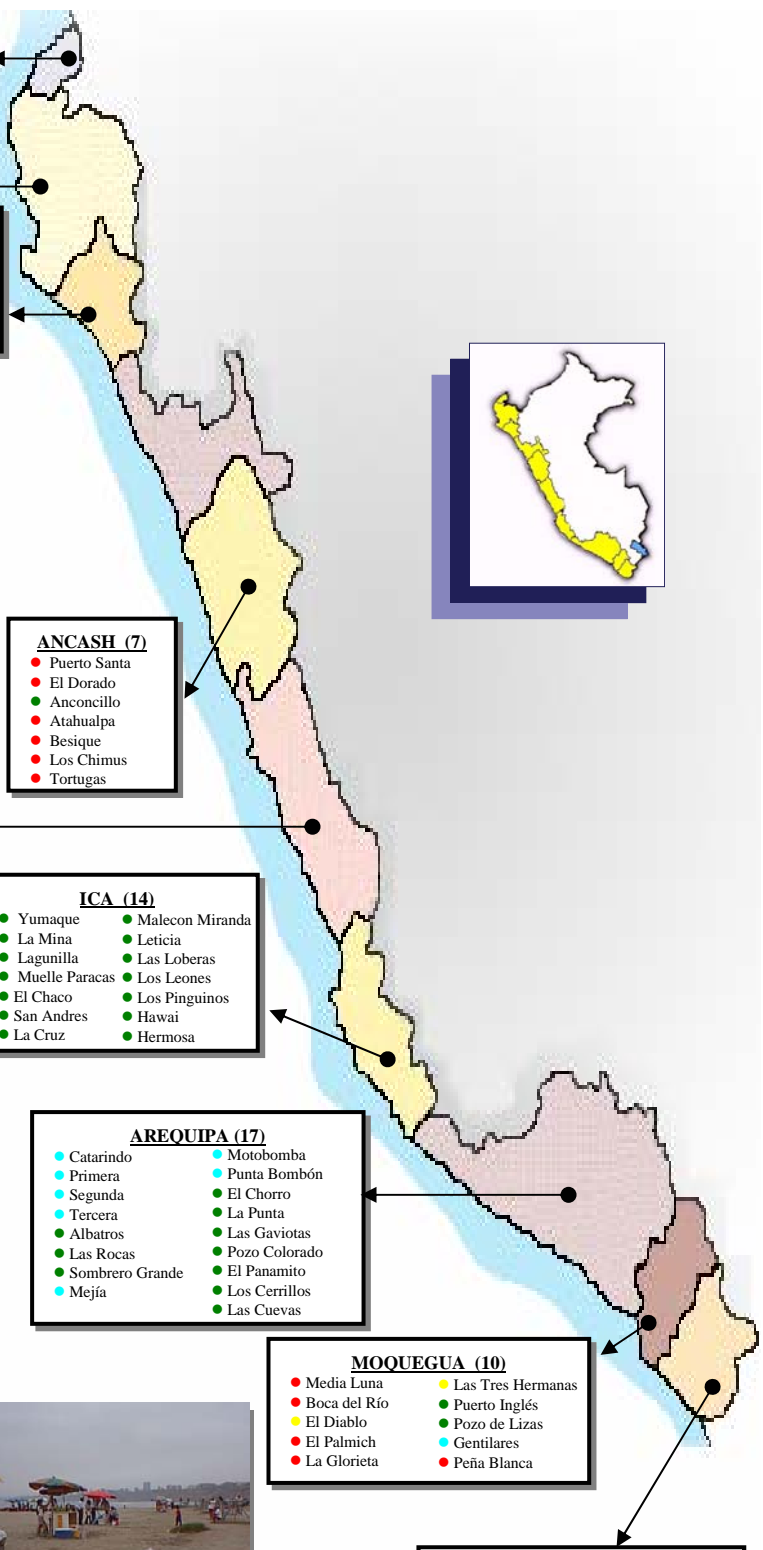 ANCASH (7)
Puerto Santa
El Dorado
Anconcillo
Atahualpa
Besique
Los Chimus
Tortugas
ICA (14)
Yumaque
La Mina
Lagunilla
Muelle Paracas
El Chaco
San Andres
La Cruz
Malecon Miranda
Leticia
Las Loberas
Los Leones
Los Pinguinos
Hawai
Hermosa
AREQUIPA (17)
Catarindo
Primera
Segunda
Tercera
Albatros
Las Rocas
Sombrero Grande
Mejía
Motobomba
Punta Bombón
El Chorro
La Punta
Las Gaviotas
Pozo Colorado
El Panamito
Los Cerrillos
Las Cuevas
MOQUEGUA (10)
Media Luna
Boca del Río
El Diablo
El Palmich
La Glorieta
Las Tres Hermanas
Puerto Inglés
Pozo de Lizas
Gentilares
Peña Blanca